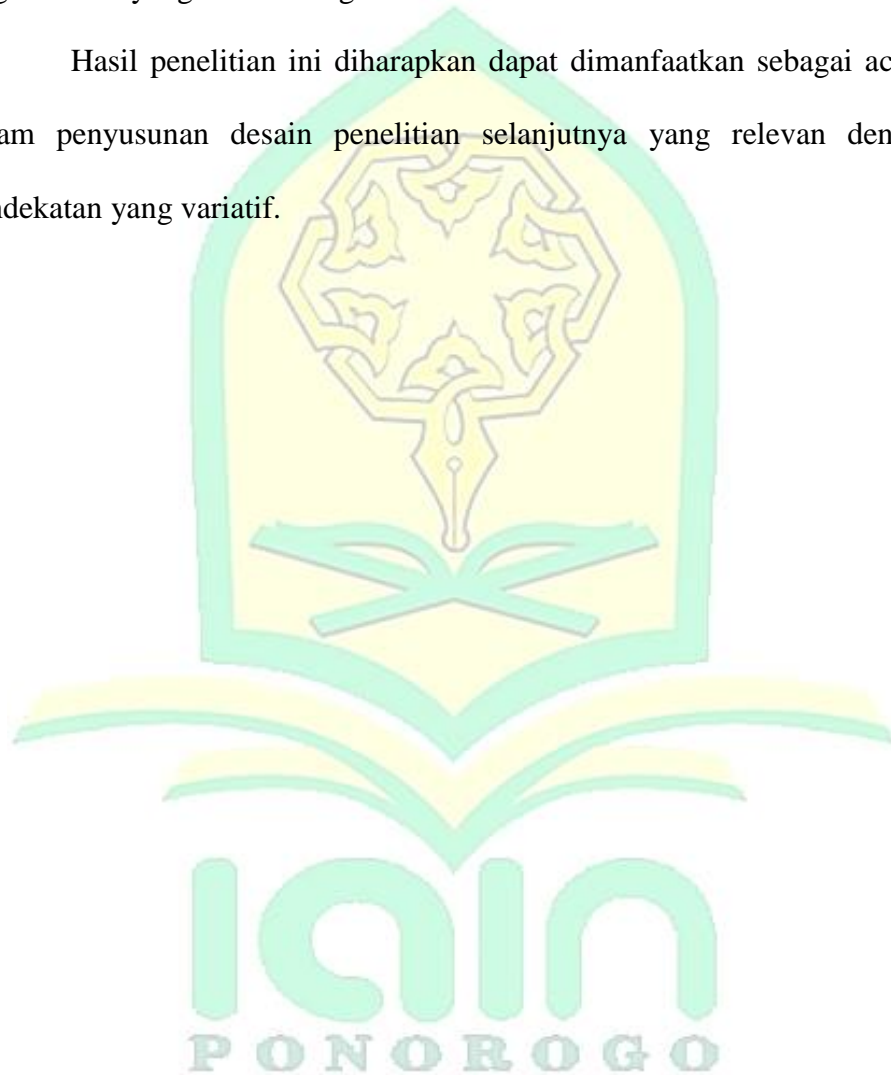 Hasil penelitian ini diharapkan dapat dimanfaatkan sebagai ac
am penyusunan desain penelitian selanjutnya yang relevan den
ndekatan yang variatif.
iain
PONOROGO